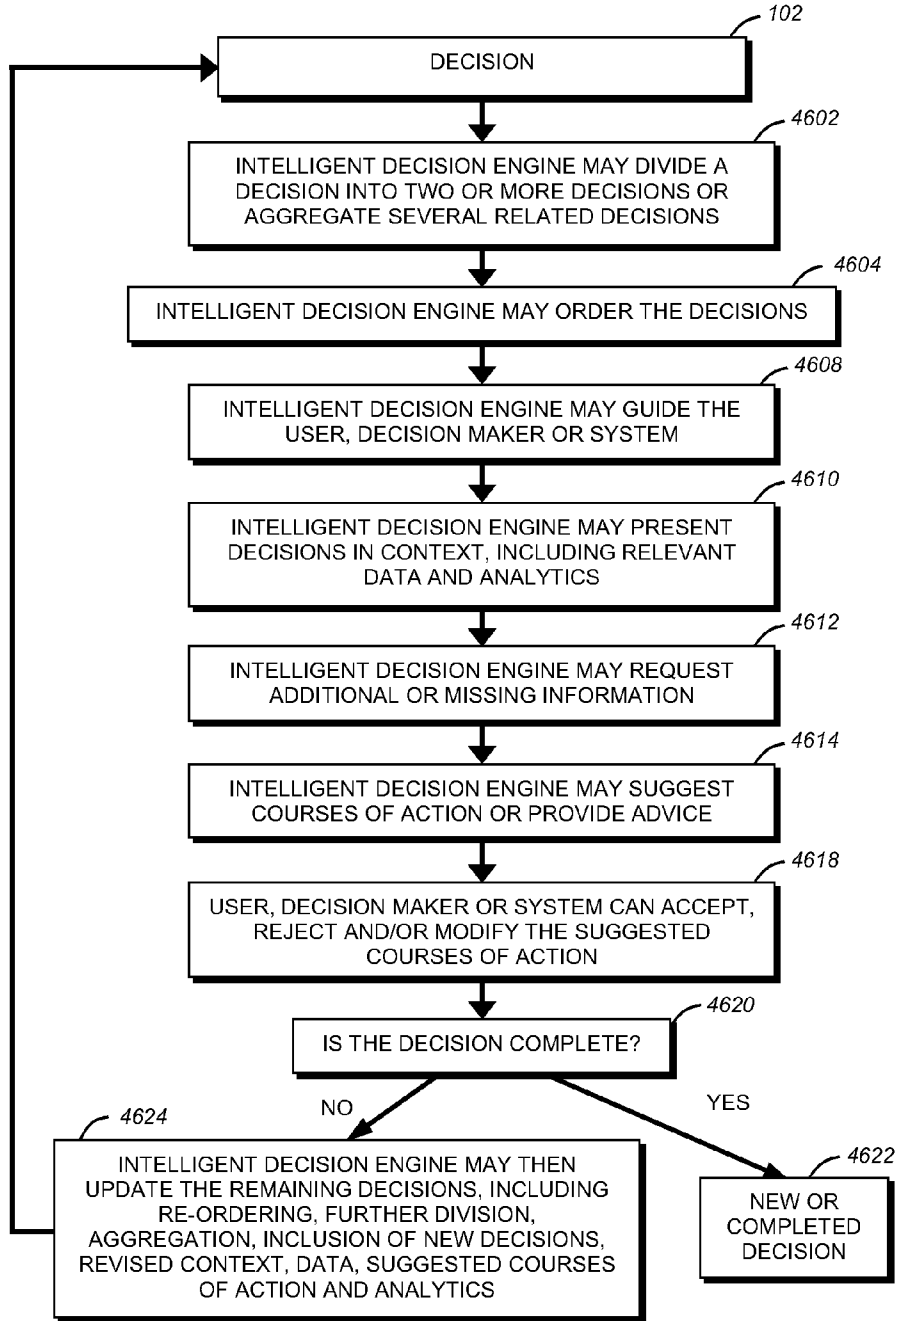 102
DECISION
4602
INTELLIGENT DECISION ENGINE MAY DIVIDE A
DECISION INTO TWO OR MORE DECISIONS OR
AGGREGATE SEVERAL RELATED DECISIONS
4604
INTELLIGENT DECISION ENGINE MAY ORDER THE DECISIONS
4608
INTELLIGENT DECISION ENGINE MAY GUIDE THE
USER, DECISION MAKER OR SYSTEM
4610
INTELLIGENT DECISION ENGINE MAY PRESENT
DECISIONS IN CONTEXT, INCLUDING RELEVANT
DATA AND ANALYTICS
4612
INTELLIGENT DECISION ENGINE MAY REQUEST
ADDITIONAL OR MISSING INFORMATION
4614
INTELLIGENT DECISION ENGINE MAY SUGGEST
COURSES OF ACTION OR PROVIDE ADVICE
4618
USER, DECISION MAKER OR SYSTEM CAN ACCEPT,
REJECT AND/OR MODIFY THE SUGGESTED
COURSES OF ACTION
4620
IS THE DECISION COMPLETE?
NO
YES
4624
INTELLIGENT DECISION ENGINE MAY THEN
UPDATE THE REMAINING DECISIONS, INCLUDING
RE-ORDERING, FURTHER DIVISION,
AGGREGATION, INCLUSION OF NEW DECISIONS,
REVISED CONTEXT, DATA, SUGGESTED COURSES
OF ACTION AND ANALYTICS
4622
NEW OR
COMPLETED
DECISION